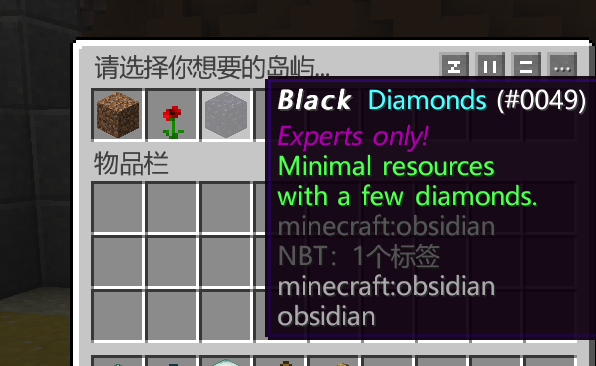 请选择你想要的岛屿...
Black Diamonds (#0049)
Experts only!
Minimal resources
with a few diamonds.
minecraft:obsidian
NBT: 1个标签
minecraft:obsidian
obsidian
物品栏